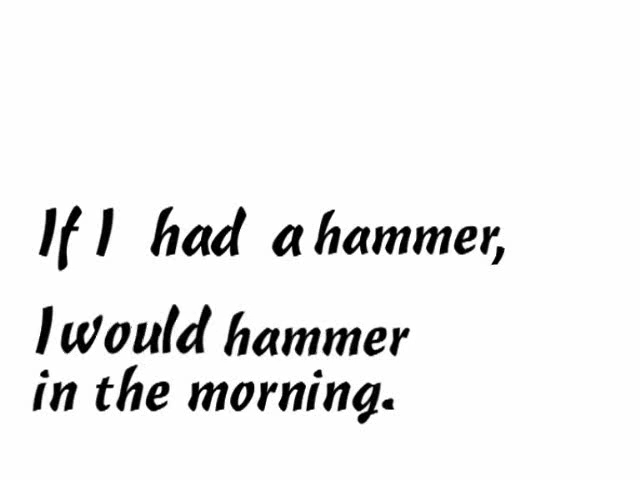 If I had a hammer,
I would hammer
in the morning.